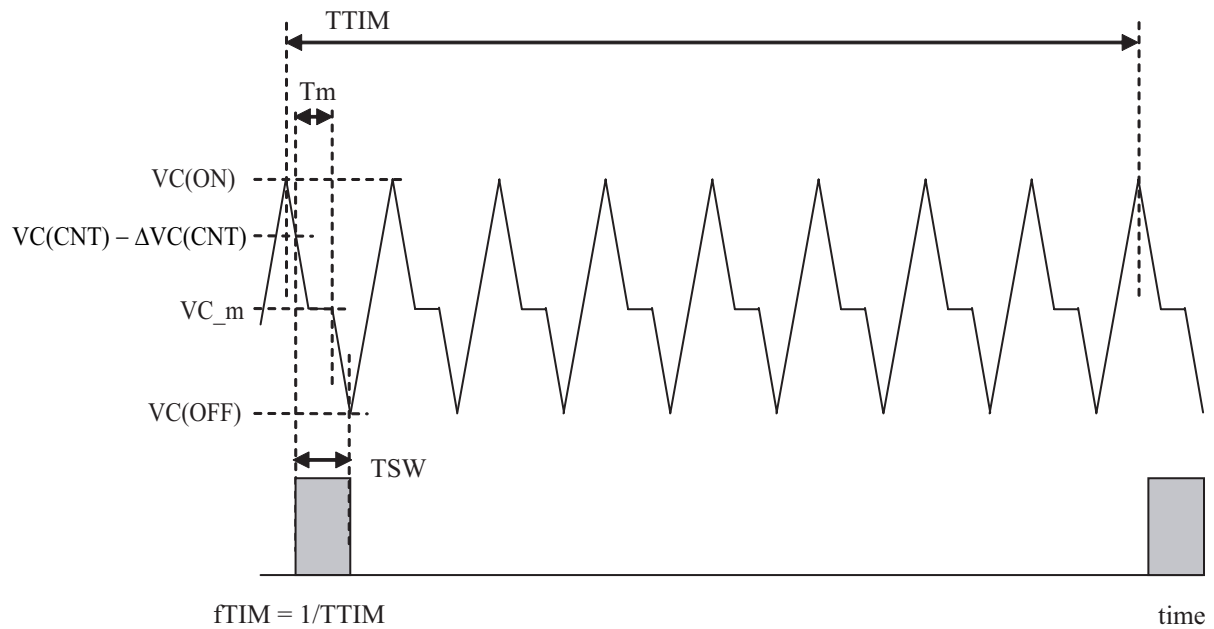 TTIM
Tm
VC(ON)
VC(CNT) − ΔVC(CNT)
VC_m
VC(OFF)
TSW
fTIM = 1/TTIM
time